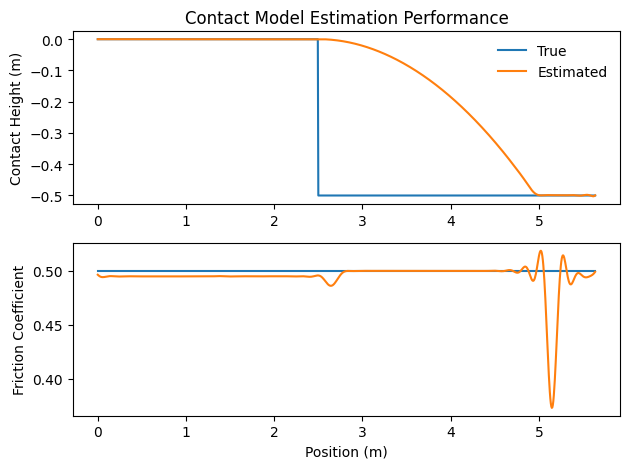 Contact Model Estimation Performance
Contact Height (m)
0.0
−0.1
−0.2
−0.3
−0.4
−0.5
True
Estimated
0 1 2 3 4 5
Friction Coefficient
0.50
0.45
0.40
0 1 2 3 4 5
Position (m)